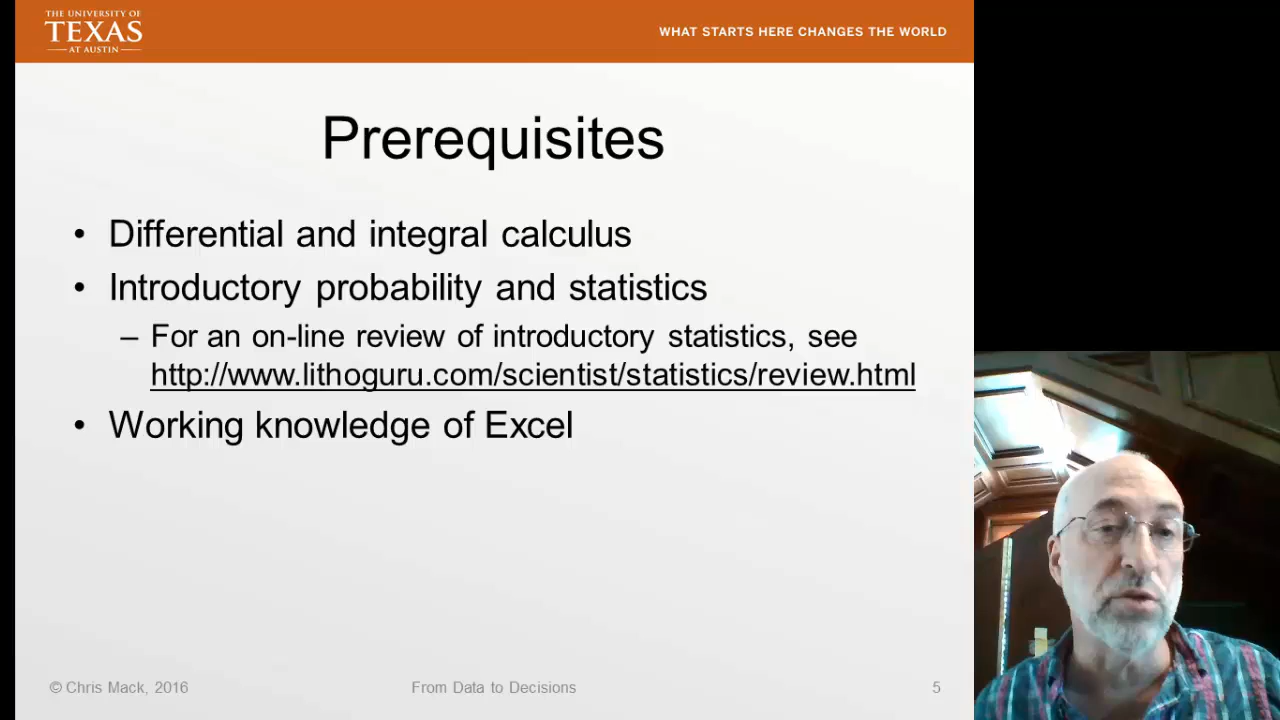 THE UNIVERSITY OF
TEXAS
AT AUSTIN
WHAT STARTS HERE CHANGES THE WORLD
Prerequisites
• Differential and integral calculus
• Introductory probability and statistics
– For an on-line review of introductory statistics, see
http://www.lithoguru.com/scientist/statistics/review.html
• Working knowledge of Excel
© Chris Mack, 2016
From Data to Decisions
5